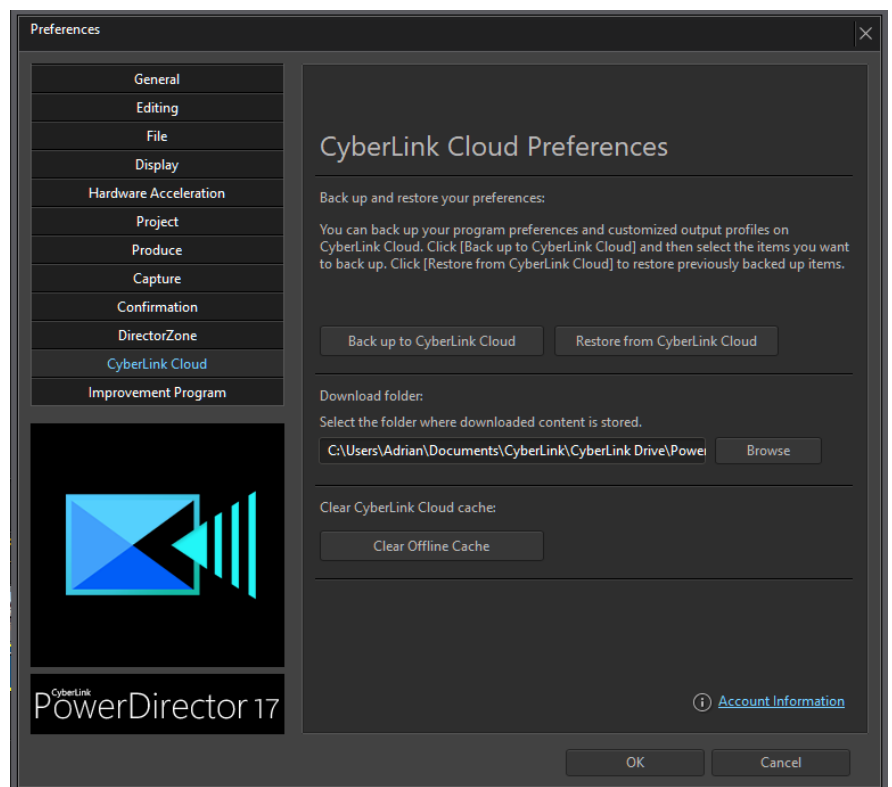 Preferences
General
Editing
File
Display
Hardware Acceleration
Project
Produce
Capture
Confirmation
DirectorZone
CyberLink Cloud
Improvement Program
CyberLink
PowerDirector 17
CyberLink Cloud Preferences
Back up and restore your preferences:
You can back up your program preferences and customized output profiles on
CyberLink Cloud. Click [Back up to CyberLink Cloud] and then select the items you want
to back up. Click [Restore from CyberLink Cloud] to restore previously backed up items.
Back up to CyberLink Cloud
Restore from CyberLink Cloud
Download folder:
Select the folder where downloaded content is stored.
C:\Users\Adrian\Documents\CyberLink\CyberLink Drive\Power
Browse
Clear CyberLink Cloud cache:
Clear Offline Cache
Account Information
OK
Cancel